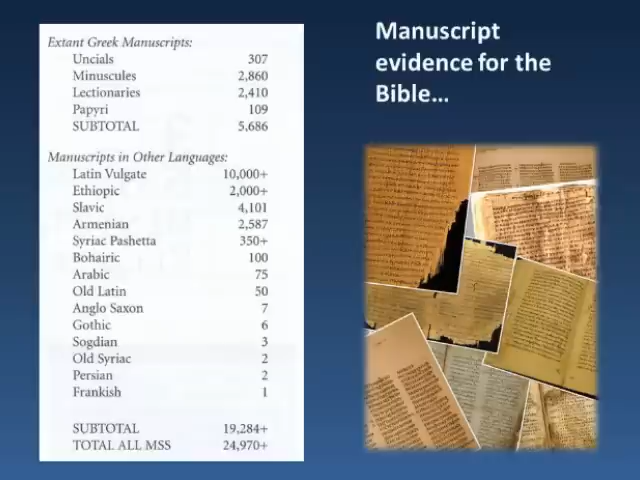 Manuscript
evidence for the
Bible…
Extant Greek Manuscripts:
Uncials 307
Minuscules 2,860
Lectionaries 2,410
Papyri 109
SUBTOTAL 5,686
Manuscripts in Other Languages:
Latin Vulgate 10,000+
Ethiopic 2,000+
Slavic 4,101
Armenian 2,587
Syriac Pashetta 350+
Bohairic 100
Arabic 75
Old Latin 50
Anglo Saxon 7
Gothic 6
Sogdian 3
Old Syriac 2
Persian 2
Frankish 1
SUBTOTAL 19,284+
TOTAL ALL MSS 24,970+